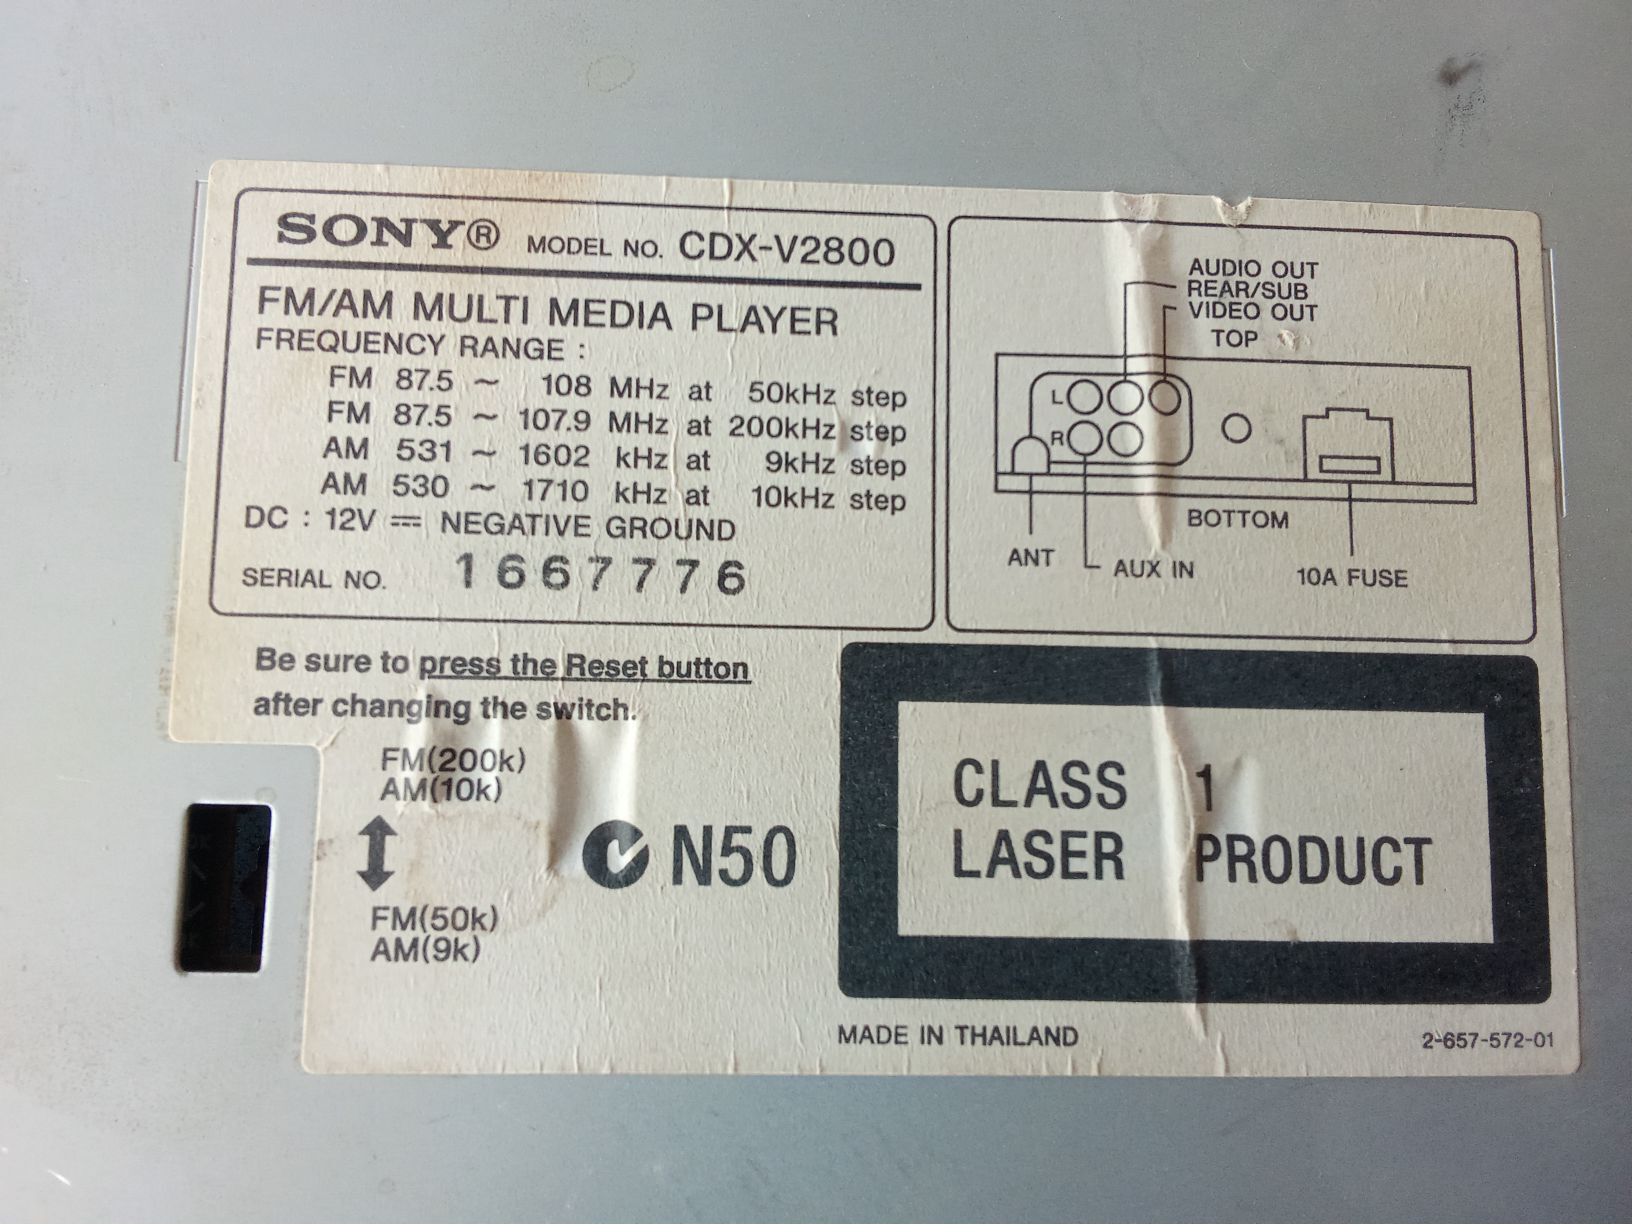 SONY® MODEL NO. CDX-V2800
FM/AM MULTI MEDIA PLAYER
FREQUENCY RANGE :
FM 87.5 ~ 108 MHz at 50kHz step
FM 87.5 ~ 107.9 MHz at 200kHz step
AM 531 ~ 1602 kHz at 9kHz step
AM 530 ~ 1710 kHz at 10kHz step
DC : 12V ⎓ NEGATIVE GROUND
SERIAL NO. 1667776
AUDIO OUT
REAR/SUB
VIDEO OUT
TOP
L
R
BOTTOM
ANT
AUX IN
10A FUSE
Be sure to press the Reset button
after changing the switch.
FM(200k)
AM(10k)
FM(50k)
AM(9k)
N50
CLASS 1
LASER PRODUCT
MADE IN THAILAND
2-657-572-01